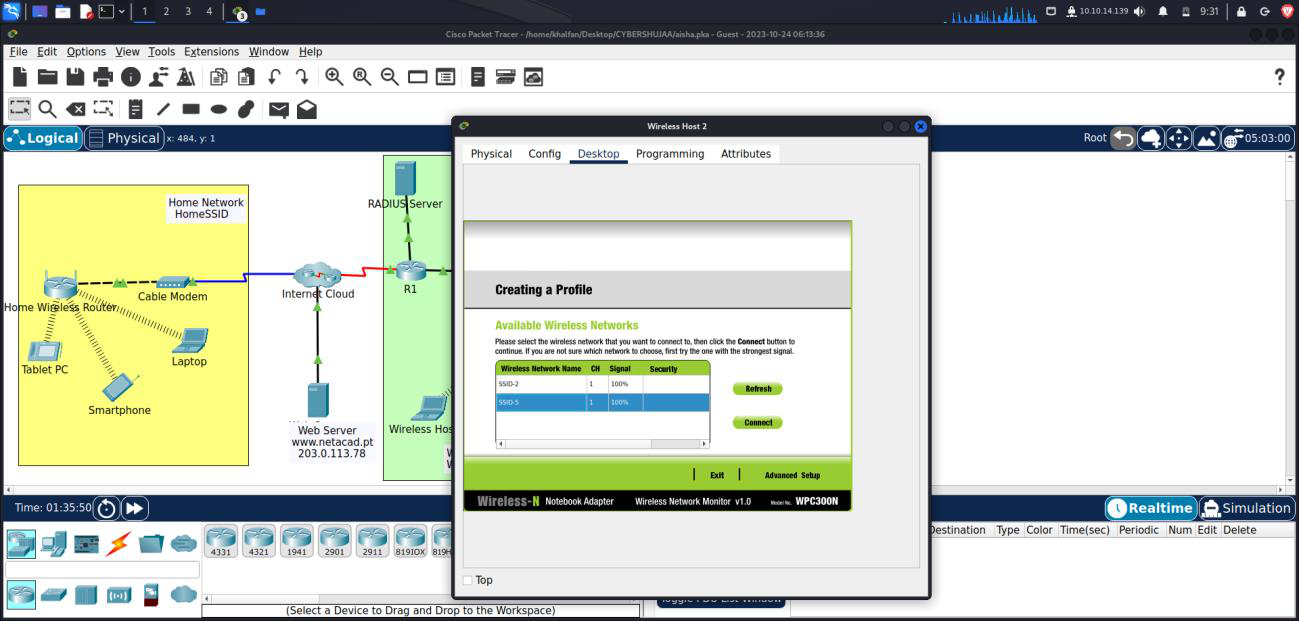 1 2 3 4
3
10.10.14.139
9:31
Cisco Packet Tracer - /home/khalfan/Desktop/CYBERSHUJAA/aisha.pka - Guest - 2023-10-24 06:13:36
File Edit Options View Tools Extensions Window Help
?
Logical Physical x: 484, y: 1
Root 05:03:00
Home Network
HomeSSID
Home Wireless Router
Cable Modem
Tablet PC
Smartphone
Laptop
Internet Cloud
Web Server
www.netacad.pt
203.0.113.78
RADIUS Server
R1
Wireless Hos
W
W
Wireless Host 2
Physical Config Desktop Programming Attributes
Creating a Profile
Available Wireless Networks
Please select the wireless network that you want to connect to, then click the Connect button to
continue. If you are not sure which network to choose, first try the one with the strongest signal.
Wireless Network Name CH Signal Security
SSID-2 1 100%
SSID-5 1 100%
Refresh
Connect
Exit Advanced Setup
Wireless-N Notebook Adapter Wireless Network Monitor v1.0 Model No. WPC300N
Top
Time: 01:35:50
Realtime Simulation
4331 4321 1941 2901 2911 819IOX 819H
Destination Type Color Time(sec) Periodic Num Edit Delete
(Select a Device to Drag and Drop to the Workspace)
Toggle PDU List Window